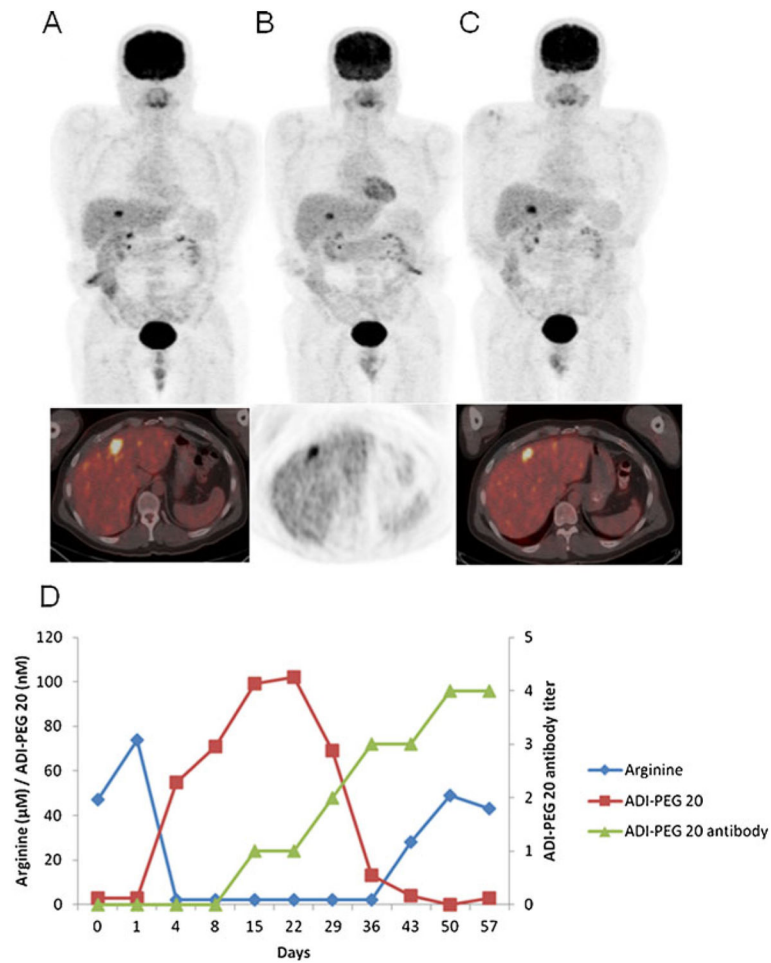 A B C
D
Arginine (µM) / ADI-PEG 20 (nM)
120
100
80
60
40
20
0
5
4
3
2
1
0
ADI-PEG 20 antibody titer
0 1 4 8 15 22 29 36 43 50 57
Days
Arginine
ADI-PEG 20
ADI-PEG 20 antibody